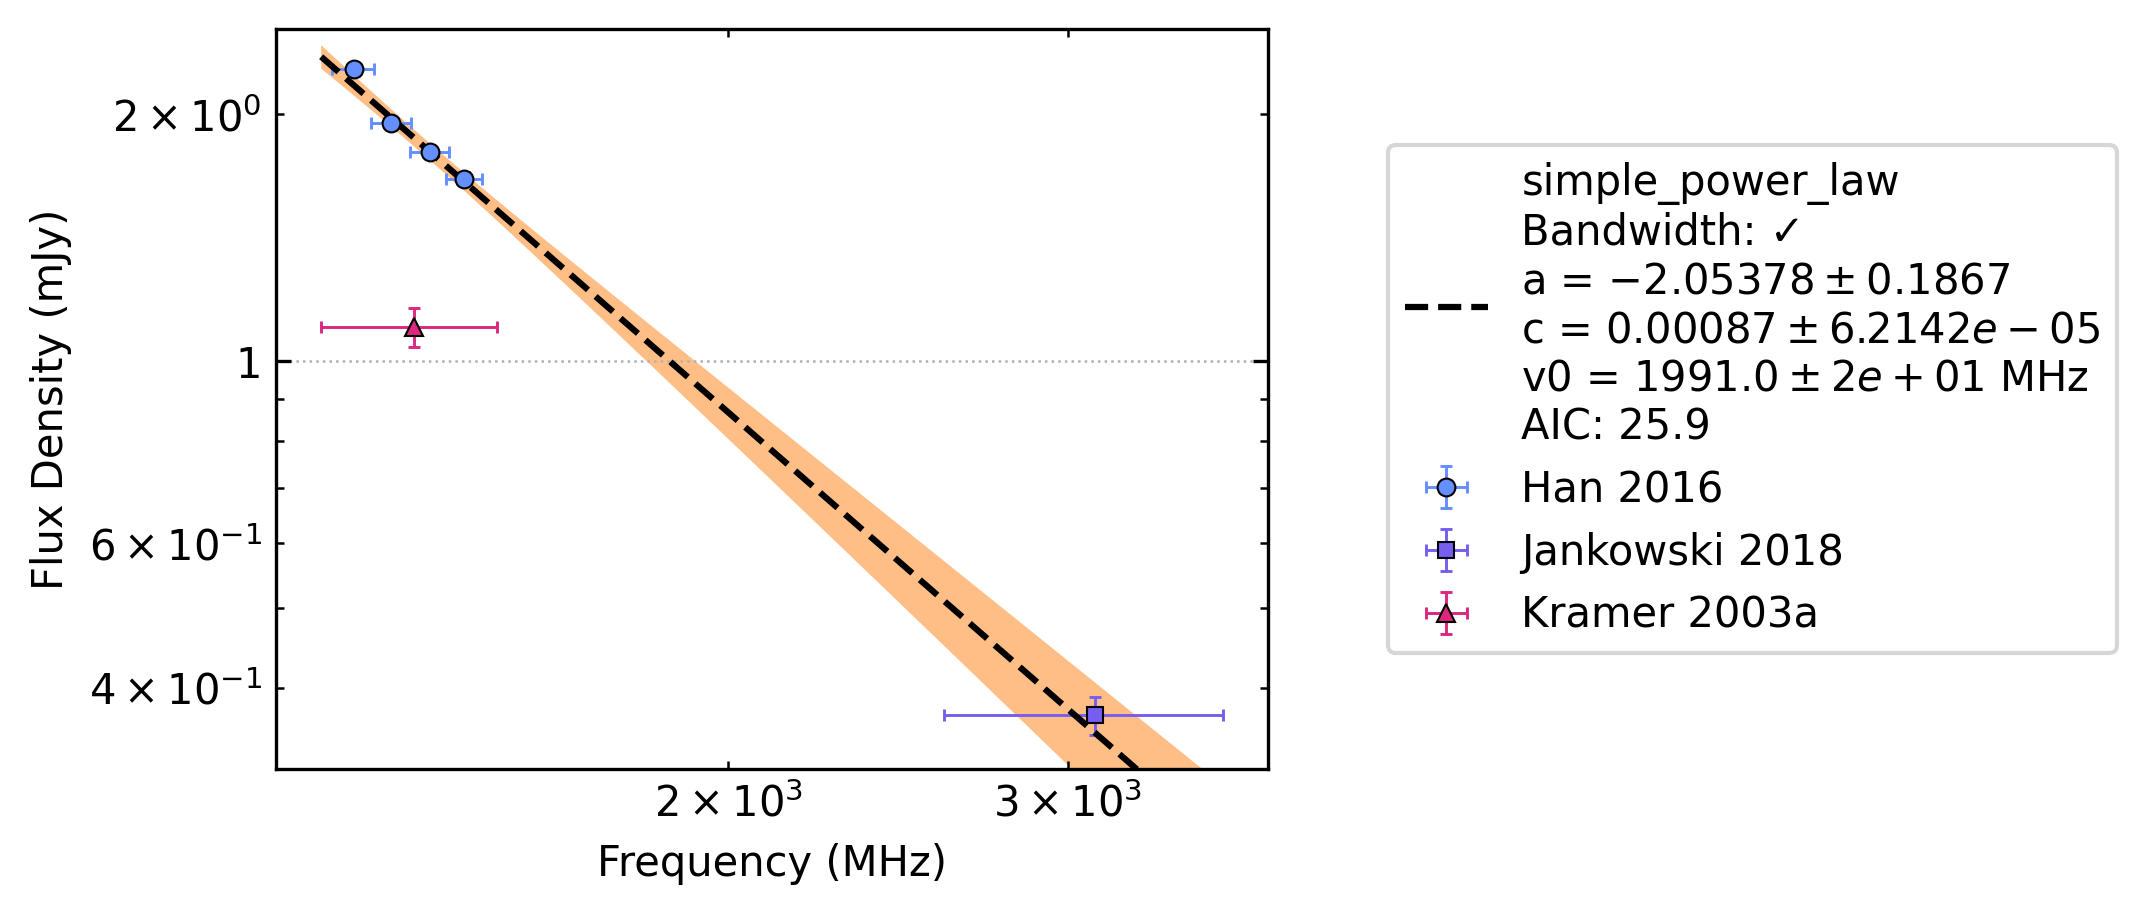 2 × 10⁰
1
6 × 10⁻¹
4 × 10⁻¹
Flux Density (mJy)
2 × 10³
3 × 10³
Frequency (MHz)
simple_power_law
Bandwidth: ✓
a = −2.05378 ± 0.1867
c = 0.00087 ± 6.2142e − 05
v0 = 1991.0 ± 2e + 01 MHz
AIC: 25.9
Han 2016
Jankowski 2018
Kramer 2003a